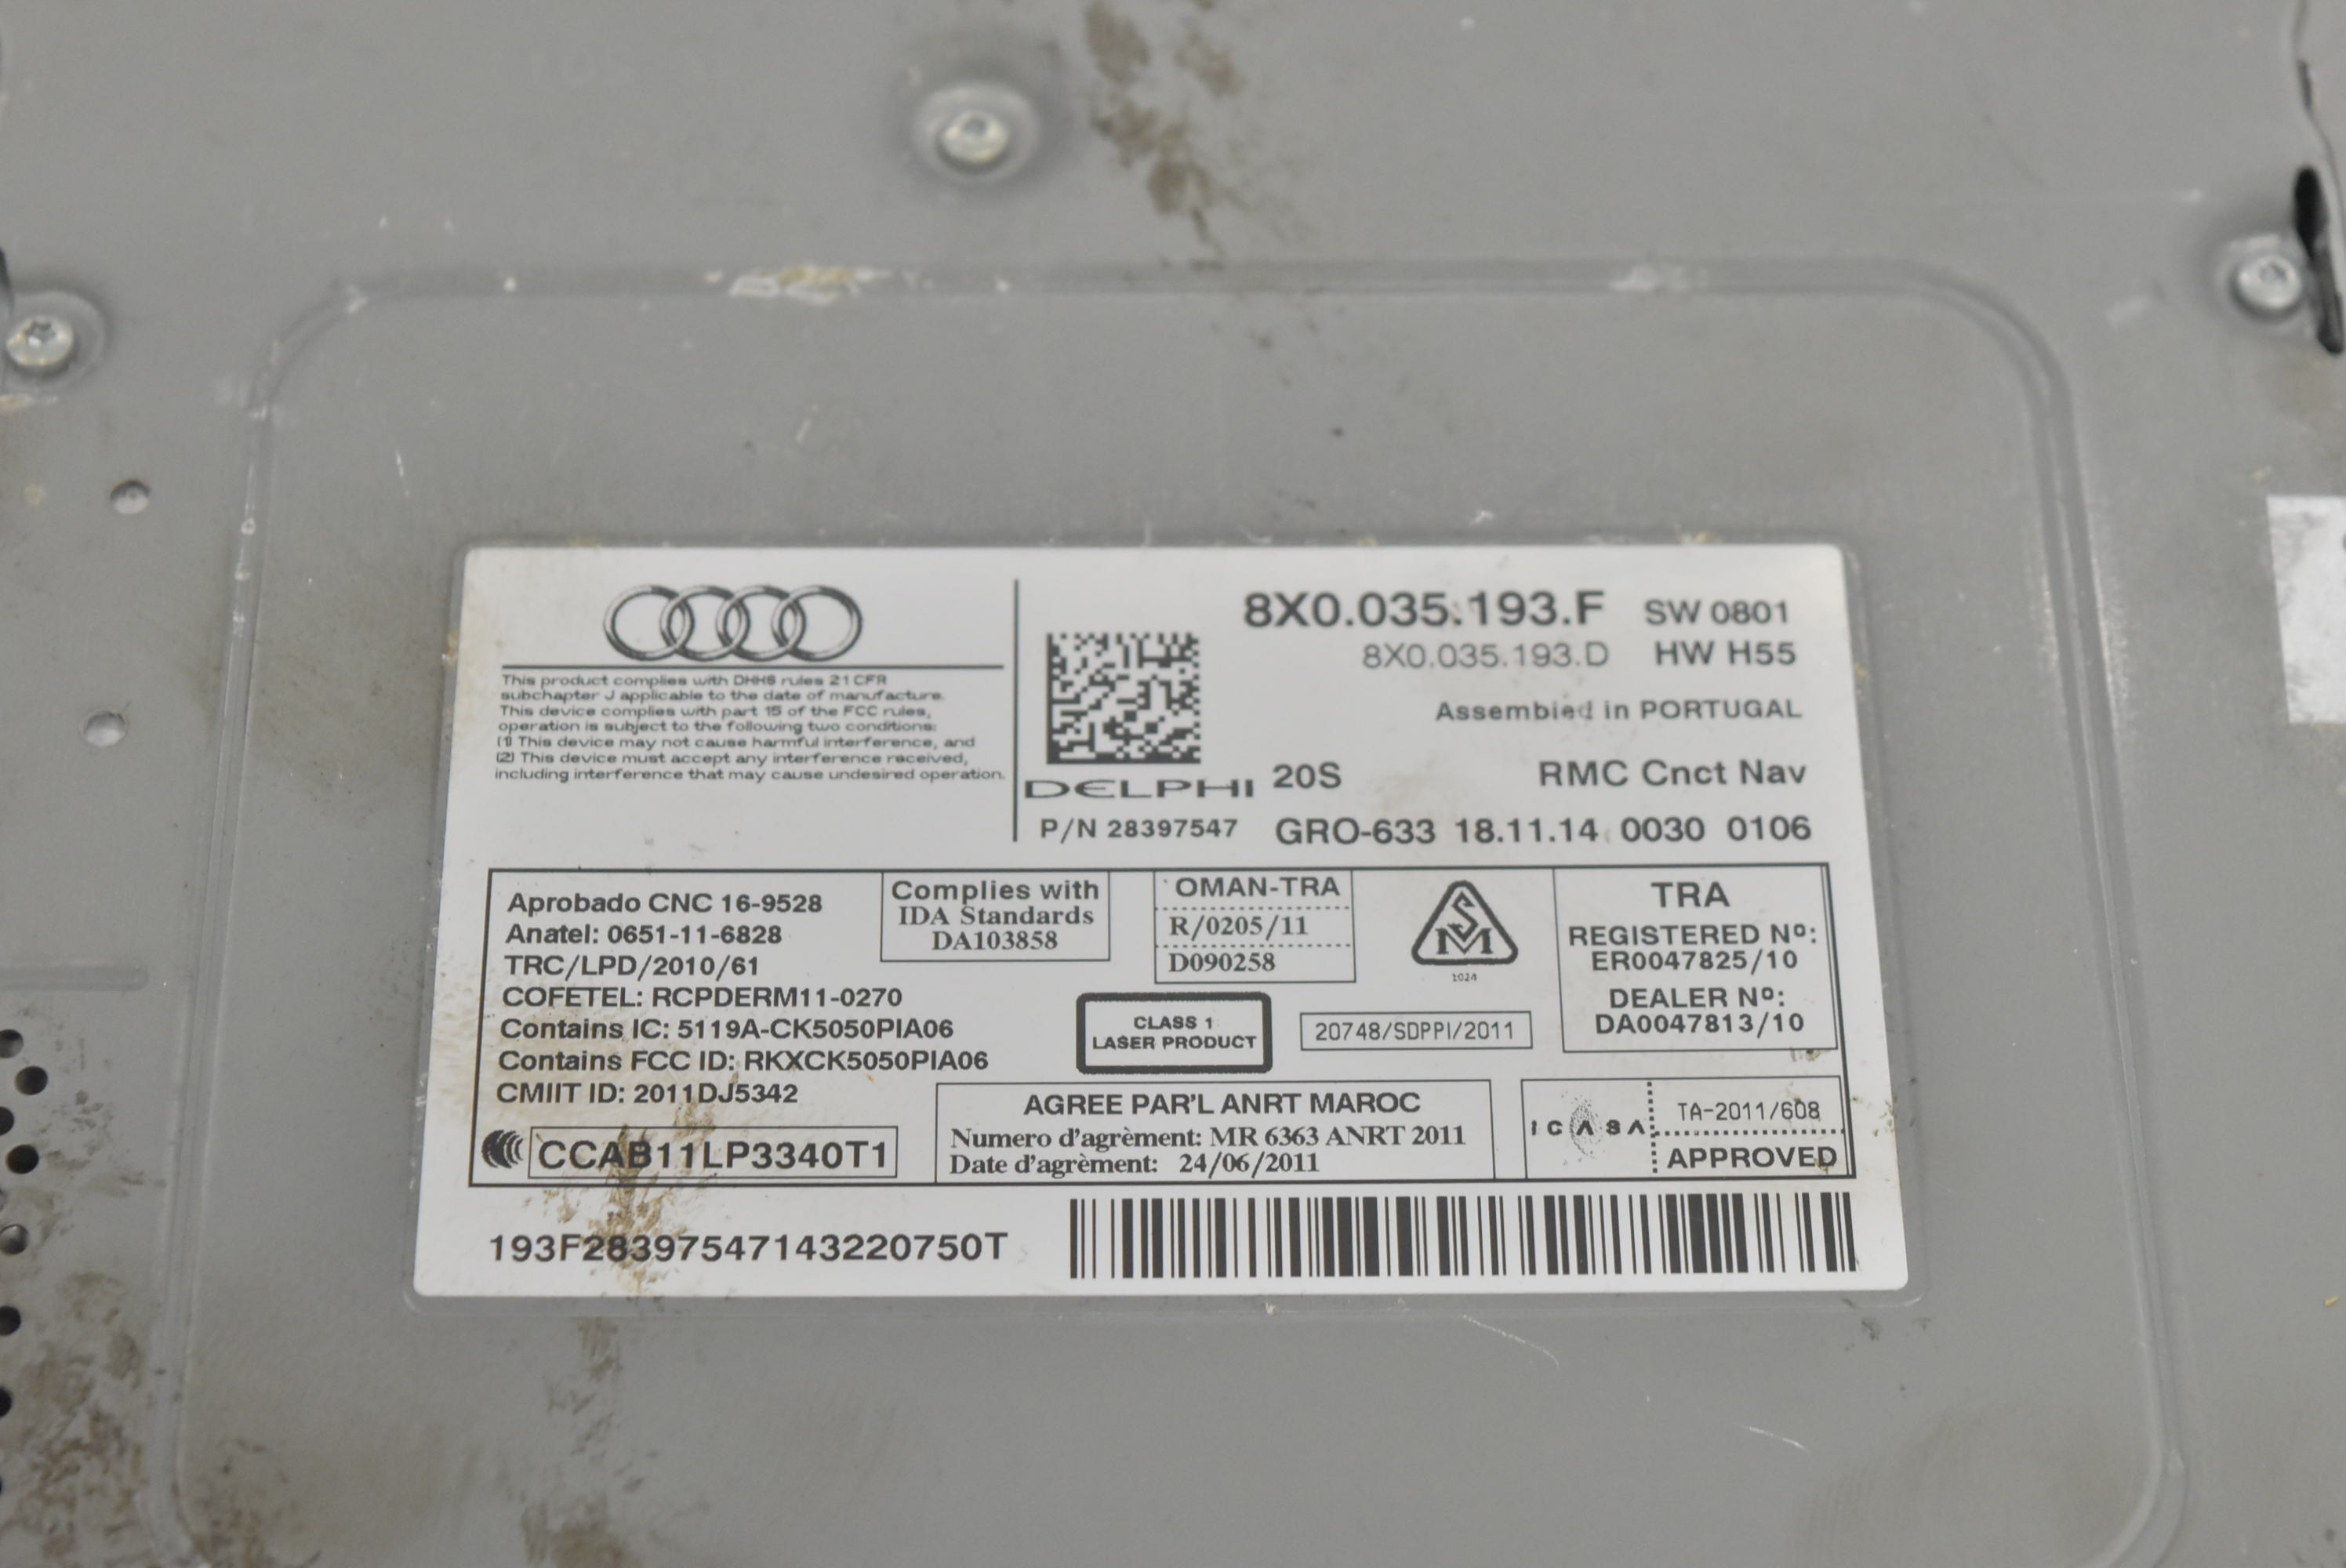 This product complies with DHHS rules 21 CFR
subchapter J applicable to the date of manufacture.
This device complies with part 15 of the FCC rules,
operation is subject to the following two conditions:
(1) This device may not cause harmful interference, and
(2) This device must accept any interference received,
including interference that may cause undesired operation.
8X0.035.193.F SW 0801
8X0.035.193.D HW H55
Assembled in PORTUGAL
DELPHI 20S RMC Cnct Nav
P/N 28397547 GRO-633 18.11.14 0030 0106
Aprobado CNC 16-9528
Anatel: 0651-11-6828
TRC/LPD/2010/61
COFETEL: RCPDERM11-0270
Contains IC: 5119A-CK5050PIA06
Contains FCC ID: RKXCK5050PIA06
CMIIT ID: 2011DJ5342
CCAB11LP3340T1
Complies with
IDA Standards
DA103858
OMAN-TRA
R/0205/11
D090258
SM
1024
TRA
REGISTERED Nº:
ER0047825/10
DEALER Nº:
DA0047813/10
CLASS 1
LASER PRODUCT
20748/SDPPI/2011
AGREE PAR'L ANRT MAROC
Numero d'agrèment: MR 6363 ANRT 2011
Date d'agrèment: 24/06/2011
ICASA
TA-2011/608
APPROVED
193F28397547143220750T